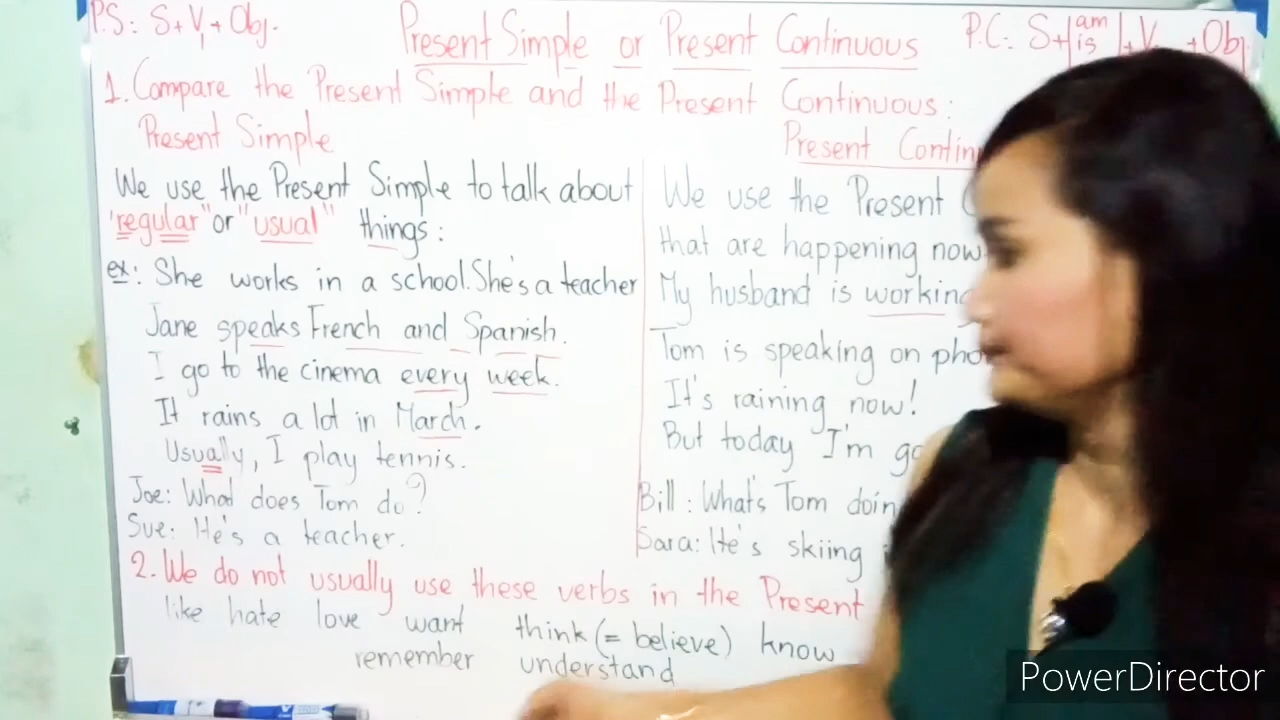 P.S: S+V1+Obj.
Present Simple or Present Continuous
P.C: S+ am is +V +Obj
1. Compare the Present Simple and the Present Continuous:
Present Simple
We use the Present Simple to talk about
"regular" or "usual" things:
ex: She works in a school. She's a teacher
Jane speaks French and Spanish.
I go to the cinema every week.
It rains a lot in March.
Usually, I play tennis.
Joe: What does Tom do?
Sue: He's a teacher.
Present
We use the Present
that are happening now
My husband is working
Tom is speaking on
It's raining now!
But today I'm
Bill: What's Tom
Sara: He's skiing
2. We do not usually use these verbs in the Present
like hate love want think (= believe) know
remember understand
PowerDirector